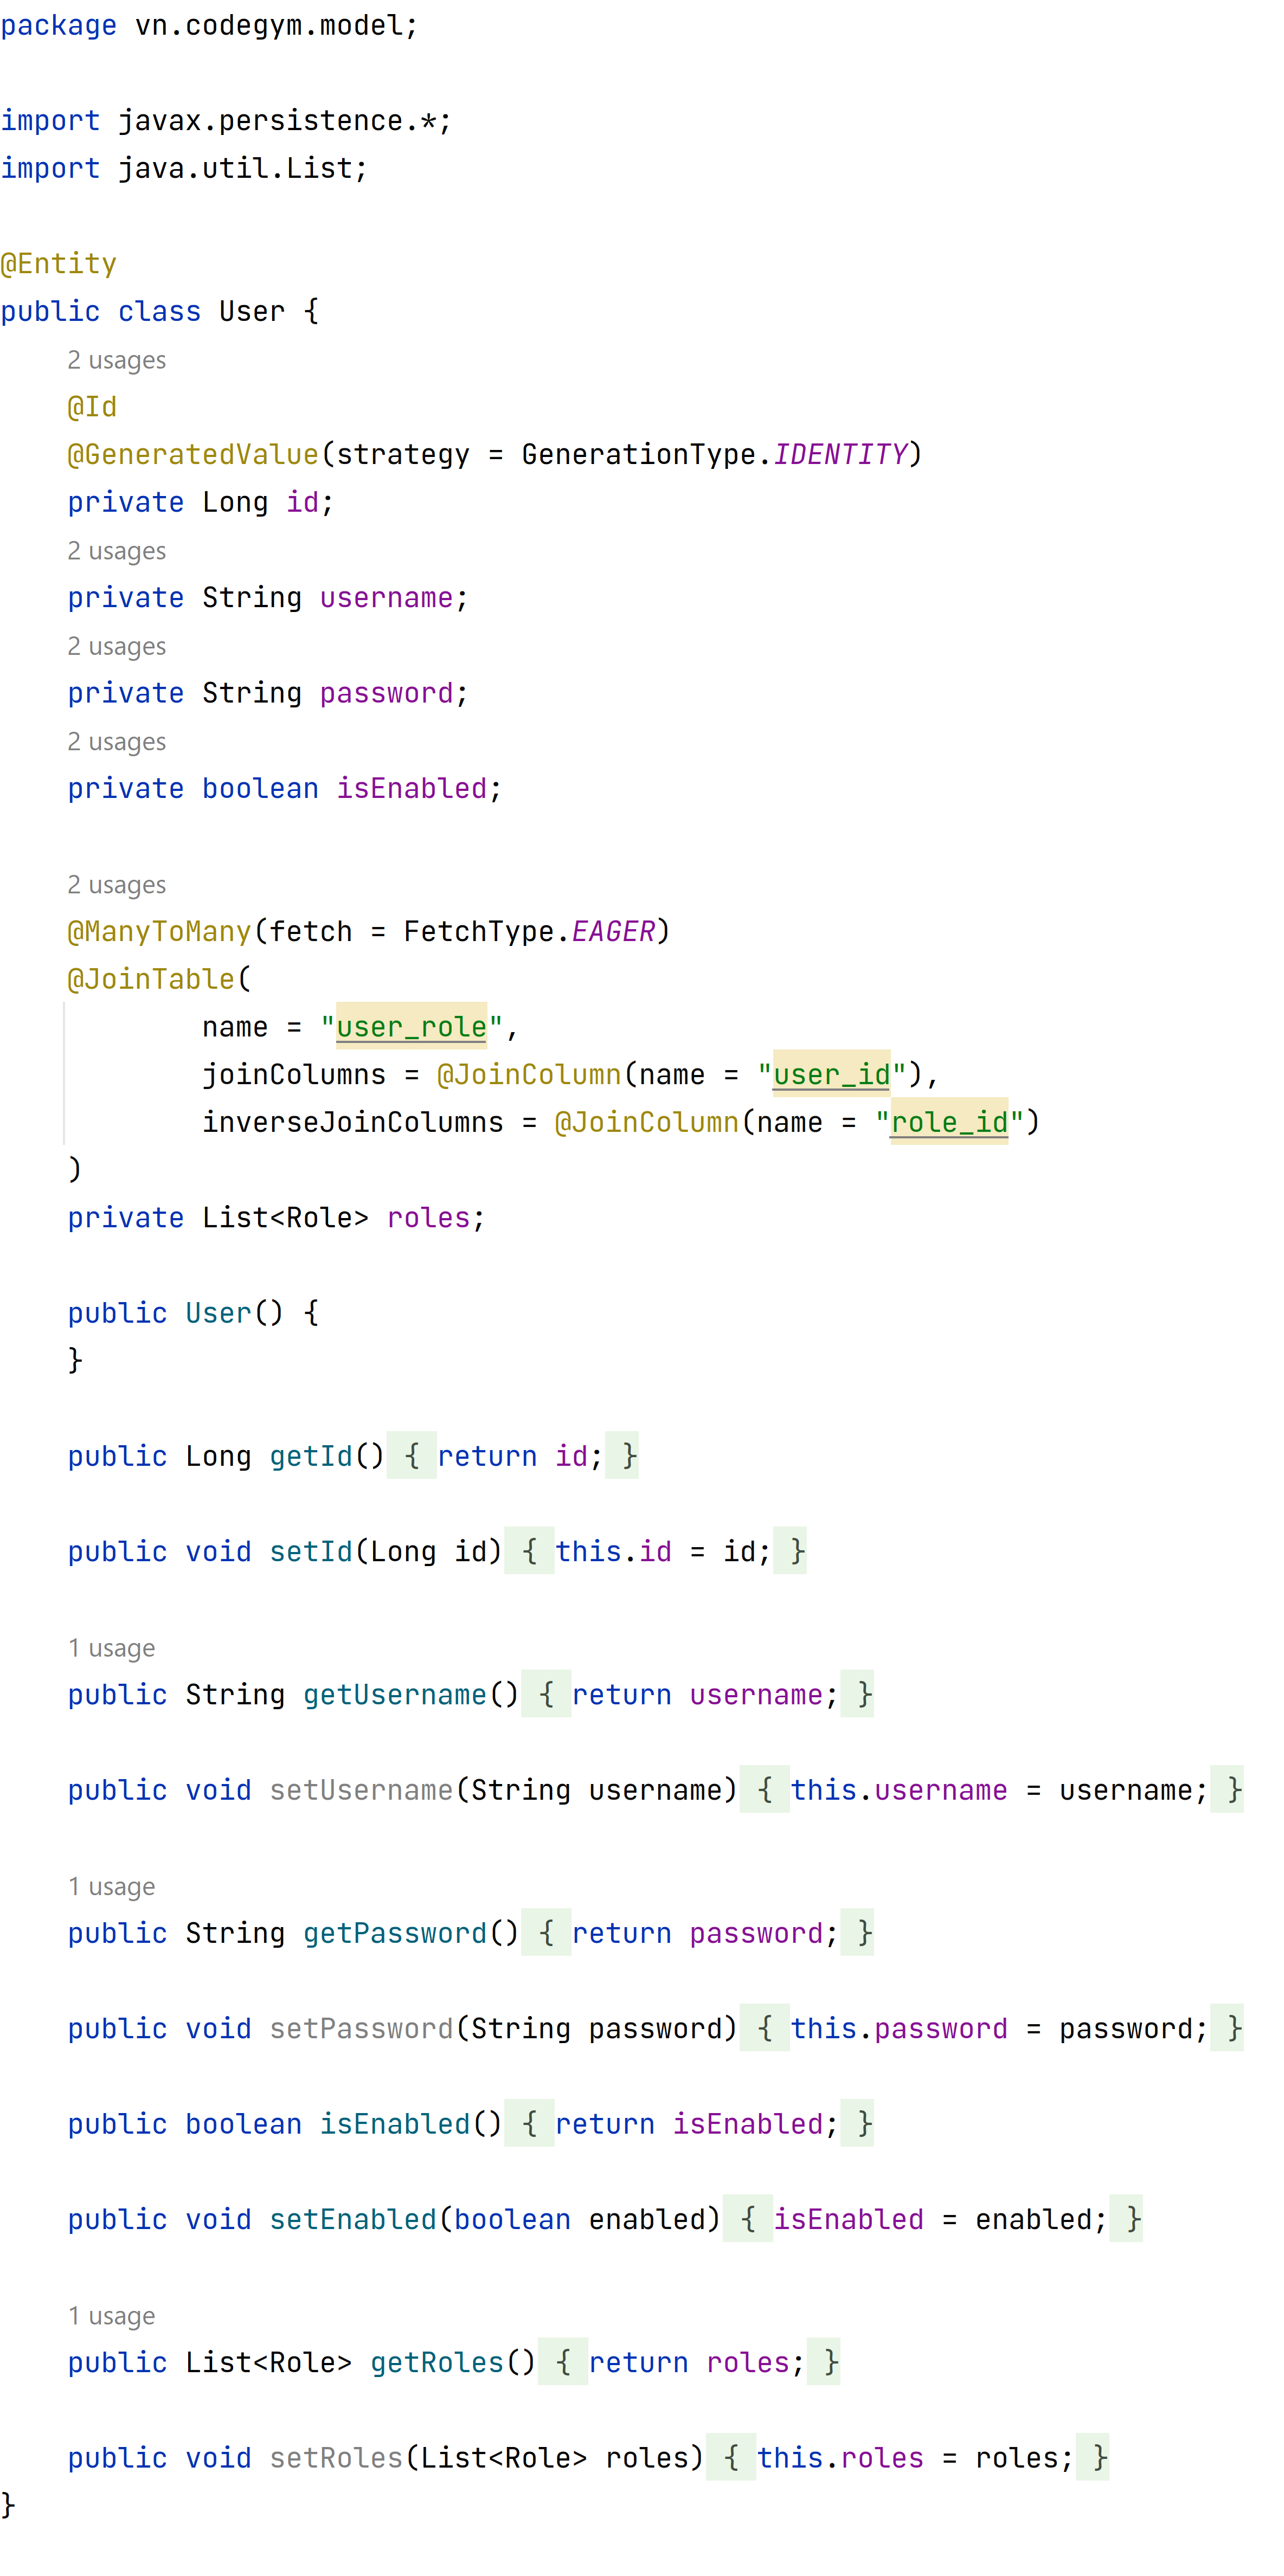 package vn.codegym.model;
import javax.persistence.*;
import java.util.List;
@Entity
public class User {
2 usages
@Id
@GeneratedValue(strategy = GenerationType.IDENTITY)
private Long id;
2 usages
private String username;
2 usages
private String password;
2 usages
private boolean isEnabled;
2 usages
@ManyToMany(fetch = FetchType.EAGER)
@JoinTable(
name = "user_role",
joinColumns = @JoinColumn(name = "user_id"),
inverseJoinColumns = @JoinColumn(name = "role_id")
)
private List<Role> roles;
public User() {
}
public Long getId() { return id; }
public void setId(Long id) { this.id = id; }
1 usage
public String getUsername() { return username; }
public void setUsername(String username) { this.username = username; }
1 usage
public String getPassword() { return password; }
public void setPassword(String password) { this.password = password; }
public boolean isEnabled() { return isEnabled; }
public void setEnabled(boolean enabled) { isEnabled = enabled; }
1 usage
public List<Role> getRoles() { return roles; }
public void setRoles(List<Role> roles) { this.roles = roles; }
}